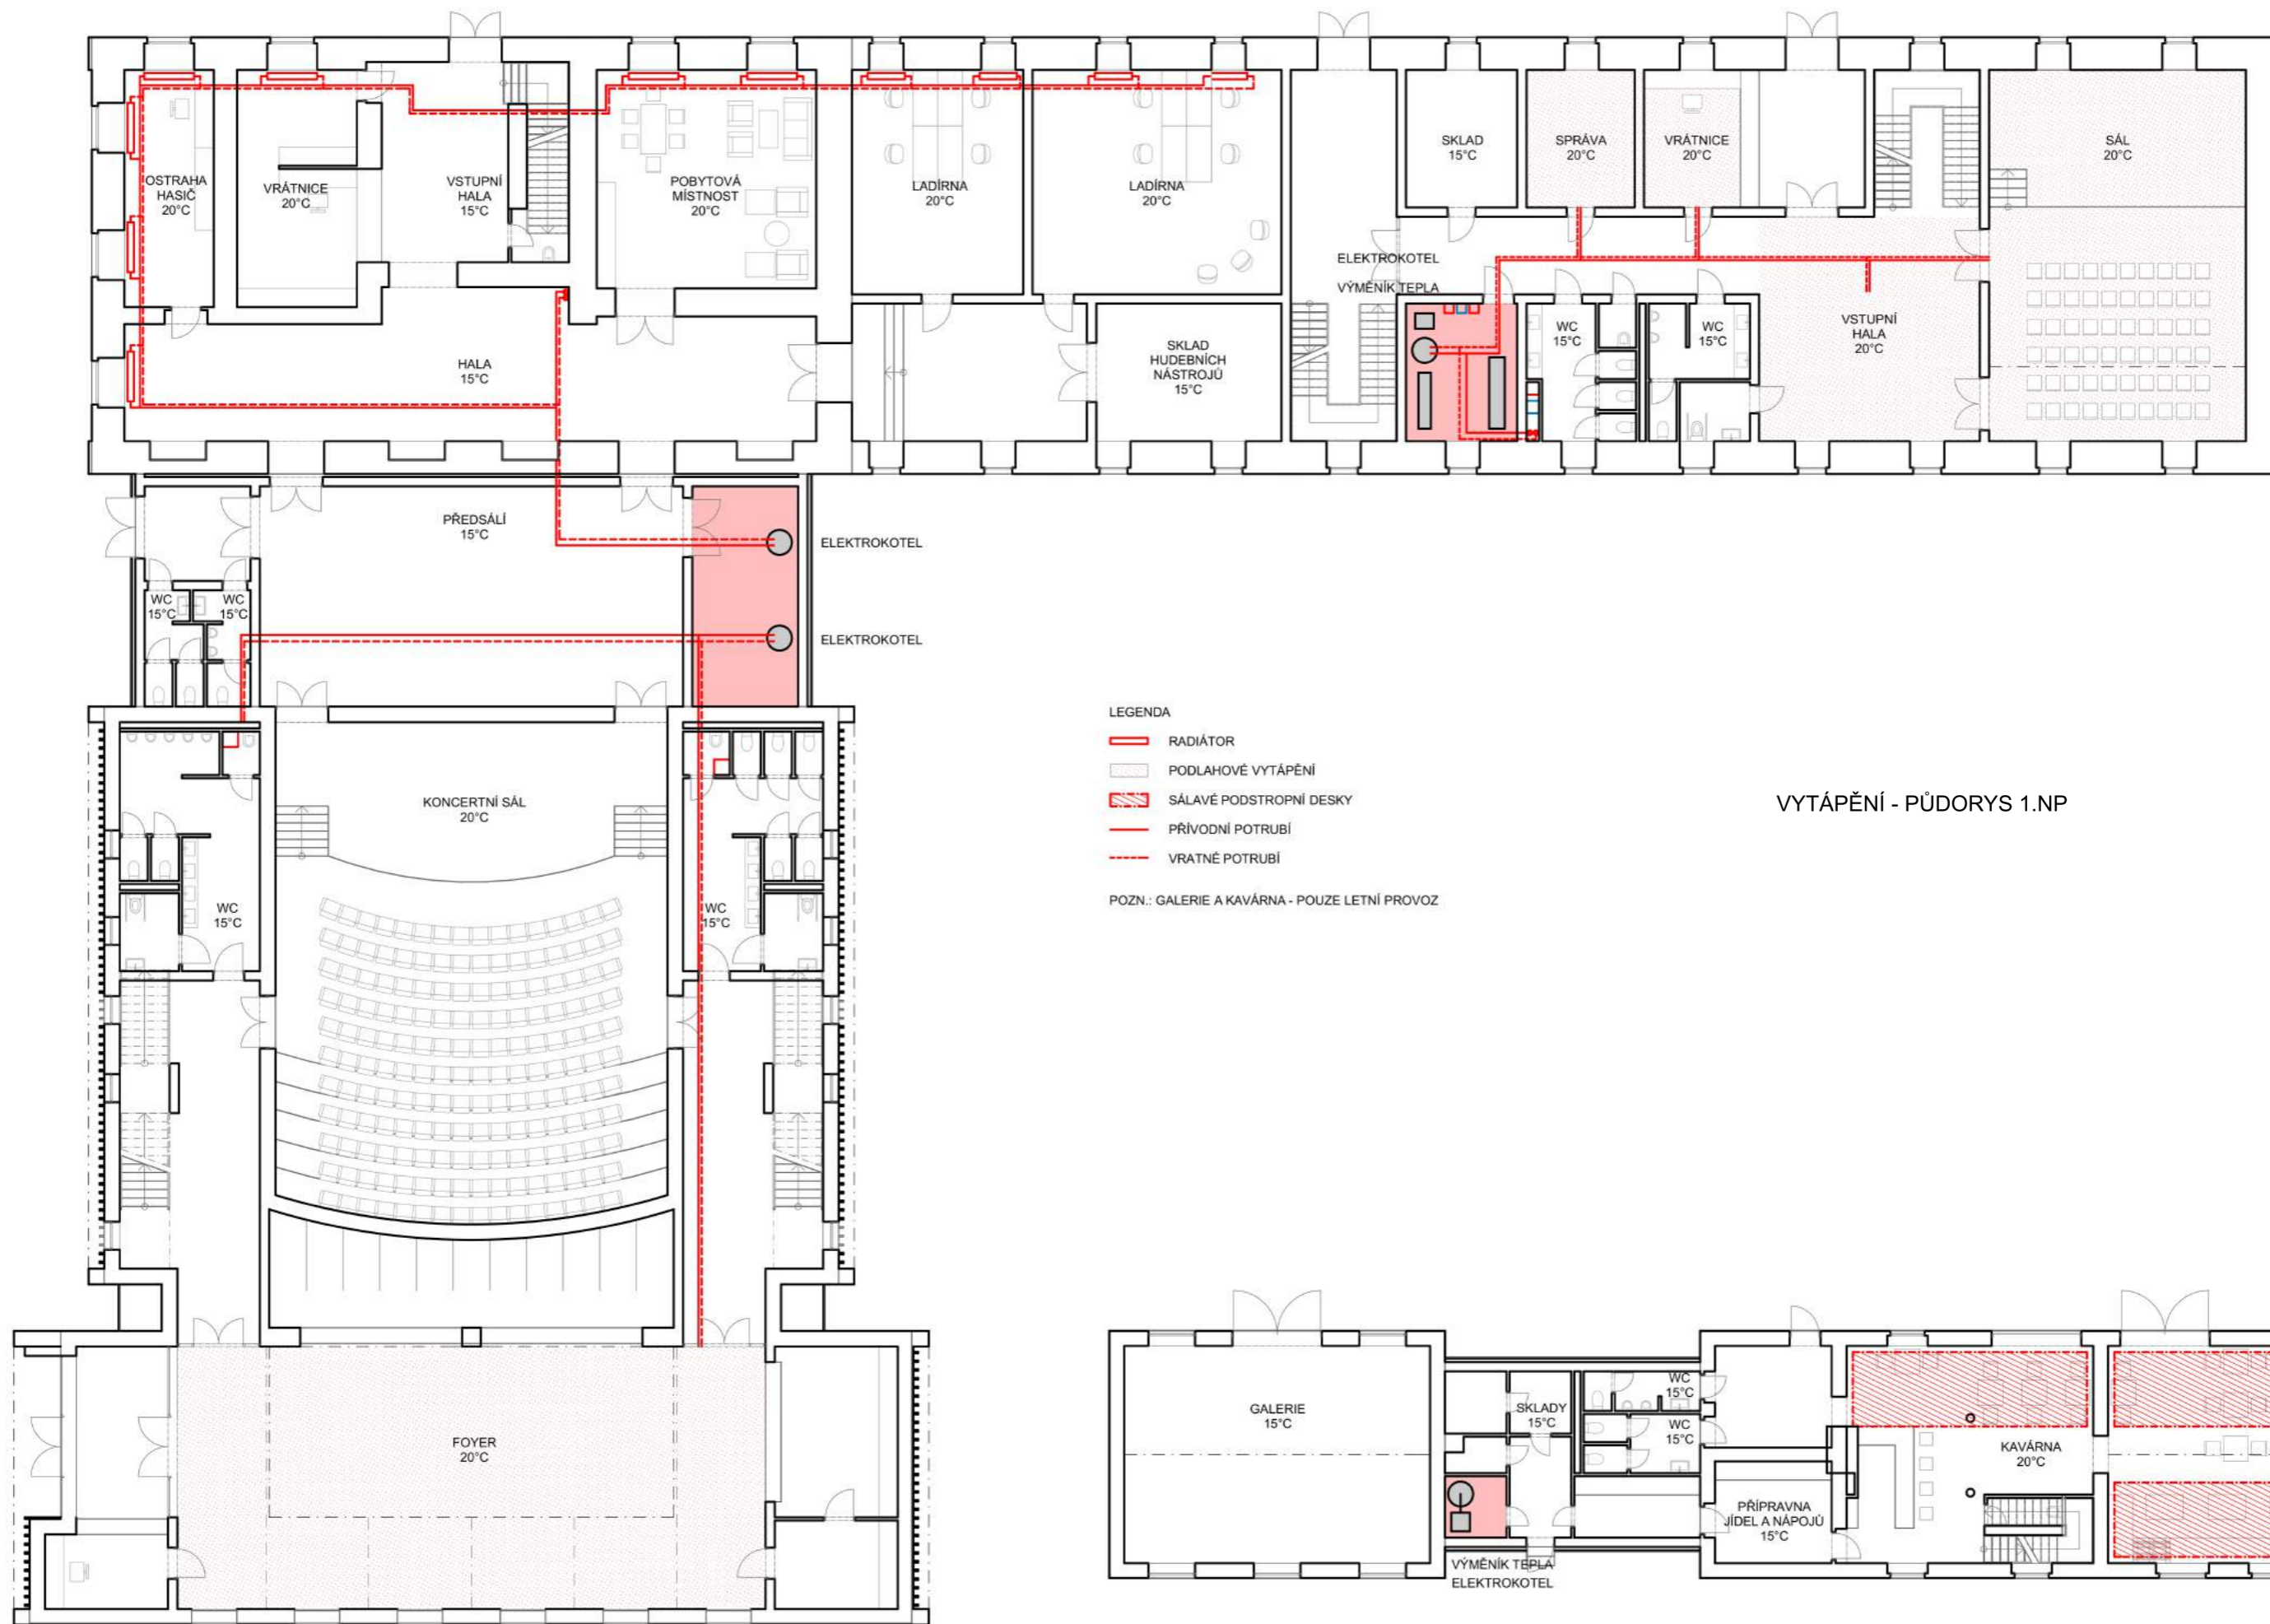 OSTRAHA
HASIČ
20°C
VRÁTNICE
20°C
VSTUPNÍ
HALA
15°C
POBYTOVÁ
MÍSTNOST
20°C
LADÍRNA
20°C
LADÍRNA
20°C
SKLAD
15°C
SPRÁVA
20°C
VRÁTNICE
20°C
SÁL
20°C
ELEKTROKOTEL
VÝMĚNÍK TEPLA
HALA
15°C
SKLAD
HUDEBNÍCH
NÁSTROJŮ
15°C
WC
15°C
WC
15°C
VSTUPNÍ
HALA
20°C
PŘEDSÁLÍ
15°C
ELEKTROKOTEL
WC
15°C
WC
15°C
ELEKTROKOTEL
KONCERTNÍ SÁL
20°C
WC
15°C
WC
15°C
LEGENDA
RADIÁTOR
PODLAHOVÉ VYTÁPĚNÍ
SÁLAVÉ PODSTROPNÍ DESKY
PŘÍVODNÍ POTRUBÍ
VRATNÉ POTRUBÍ
POZN.: GALERIE A KAVÁRNA - POUZE LETNÍ PROVOZ
VYTÁPĚNÍ - PŮDORYS 1.NP
FOYER
20°C
GALERIE
15°C
SKLADY
15°C
WC
15°C
WC
15°C
KAVÁRNA
20°C
PŘÍPRAVNA
JÍDEL A NÁPOJŮ
15°C
VÝMĚNÍK TEPLA
ELEKTROKOTEL